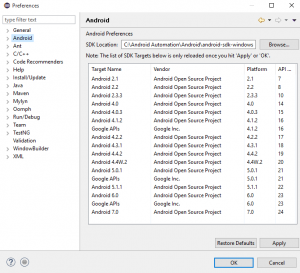 Preferences
type filter text
Android
General
Android
Ant
C/C++
Code Recommenders
Help
Install/Update
Java
Maven
Mylyn
Oomph
Run/Debug
Team
TestNG
Validation
WindowBuilder
XML
Android Preferences
SDK Location: C:\Android Automation\Android\android-sdk-windows Browse...
Note: The list of SDK Targets below is only reloaded once you hit 'Apply' or 'OK'.
Target Name Vendor Platform API ...
Android 2.1 Android Open Source Project 2.1 7
Android 2.2 Android Open Source Project 2.2 8
Android 2.3.3 Android Open Source Project 2.3.3 10
Android 4.0 Android Open Source Project 4.0 14
Android 4.0.3 Android Open Source Project 4.0.3 15
Android 4.1.2 Android Open Source Project 4.1.2 16
Google APIs Google Inc. 4.1.2 16
Android 4.2.2 Android Open Source Project 4.2.2 17
Android 4.3.1 Android Open Source Project 4.3.1 18
Android 4.4.2 Android Open Source Project 4.4.2 19
Android 4.4W.2 Android Open Source Project 4.4W.2 20
Android 5.0.1 Android Open Source Project 5.0.1 21
Google APIs Google Inc. 5.0.1 21
Android 5.1.1 Android Open Source Project 5.1.1 22
Android 6.0 Android Open Source Project 6.0 23
Google APIs Google Inc. 6.0 23
Android 7.0 Android Open Source Project 7.0 24
Restore Defaults Apply
OK Cancel